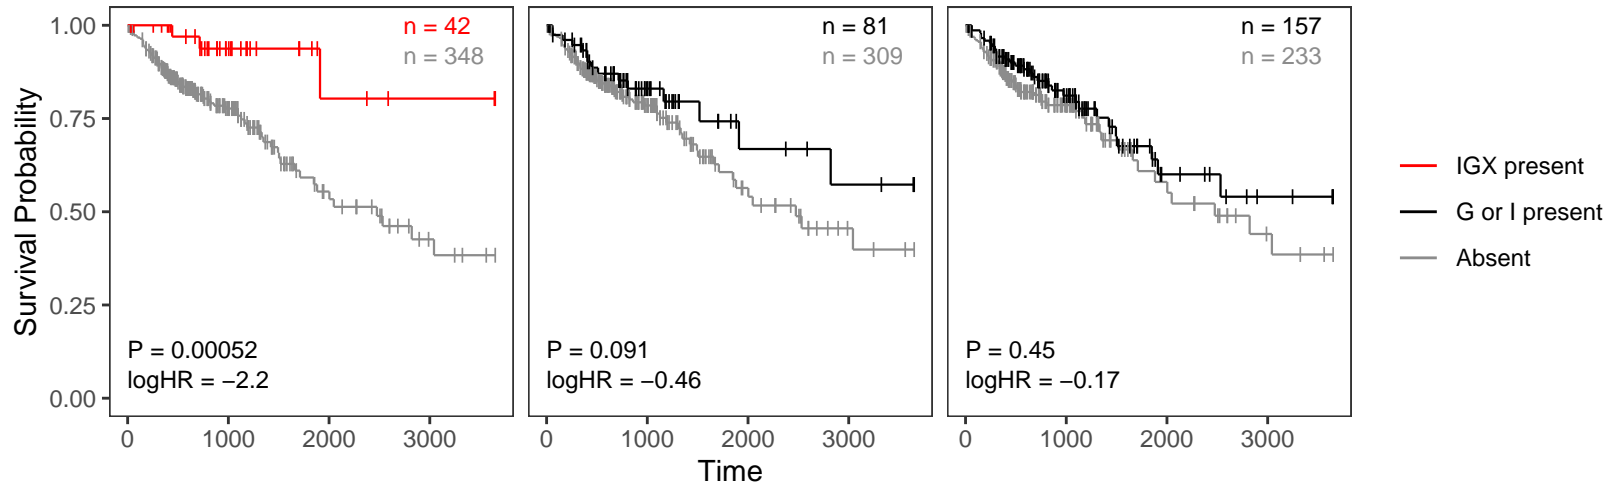 Survival Probability
1.00
0.75
0.50
0.25
0.00
n = 42
n = 348
P = 0.00052
logHR = −2.2
0 1000 2000 3000
n = 81
n = 309
P = 0.091
logHR = −0.46
0 1000 2000 3000
n = 157
n = 233
P = 0.45
logHR = −0.17
0 1000 2000 3000
Time
IGX present
G or I present
Absent